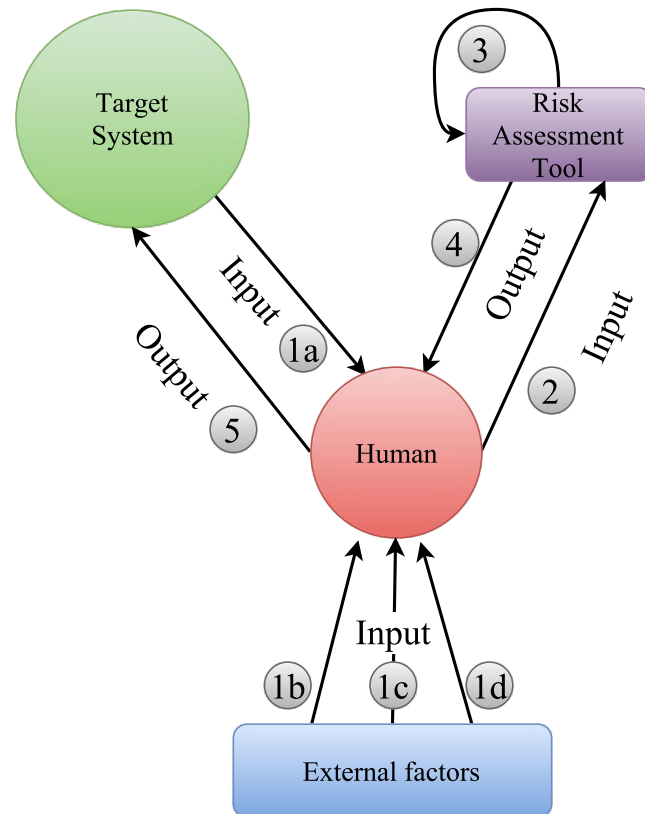 Target
System
3
Risk
Assessment
Tool
4
Output
Input
Input
1a
Output
5
2
Human
Input
1b
1c
1d
External factors